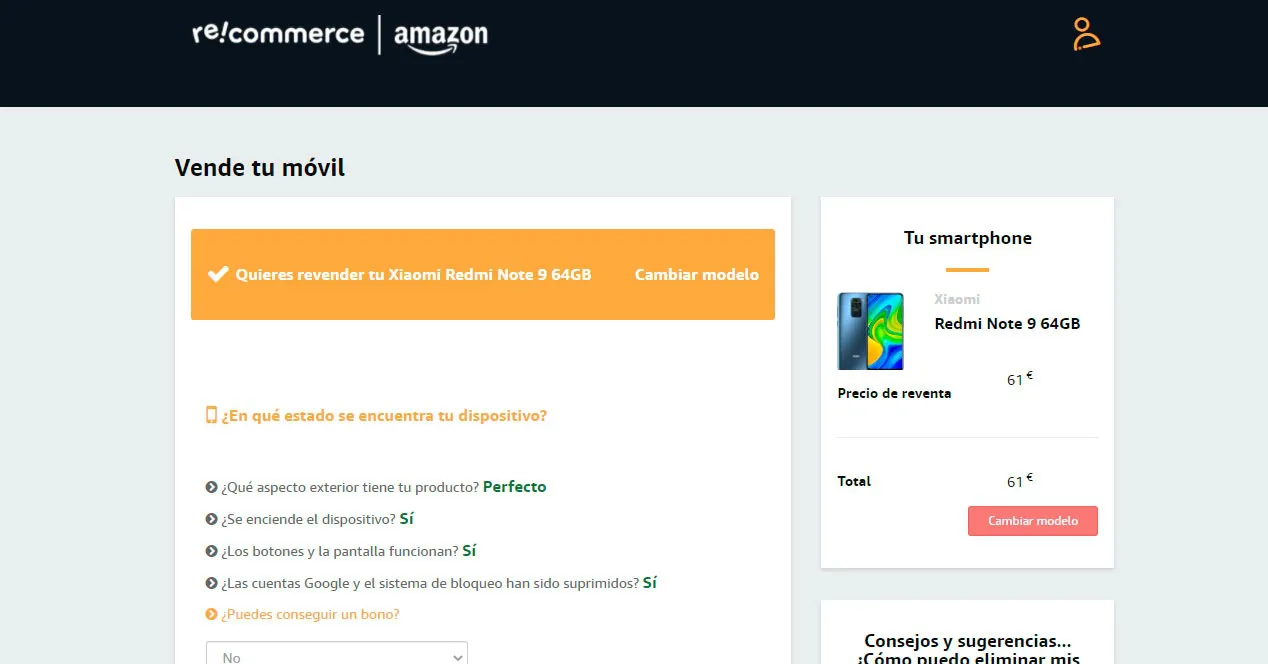 re!commerce | amazon
Vende tu móvil
Quieres revender tu Xiaomi Redmi Note 9 64GB
Cambiar modelo
¿En qué estado se encuentra tu dispositivo?
¿Qué aspecto exterior tiene tu producto? Perfecto
¿Se enciende el dispositivo? Sí
¿Los botones y la pantalla funcionan? Sí
¿Las cuentas Google y el sistema de bloqueo han sido suprimidos? Sí
¿Puedes conseguir un bono?
No
Tu smartphone
Xiaomi
Redmi Note 9 64GB
61 €
Precio de reventa
Total 61 €
Cambiar modelo
Consejos y sugerencias...
¿Cómo puedo eliminar mis